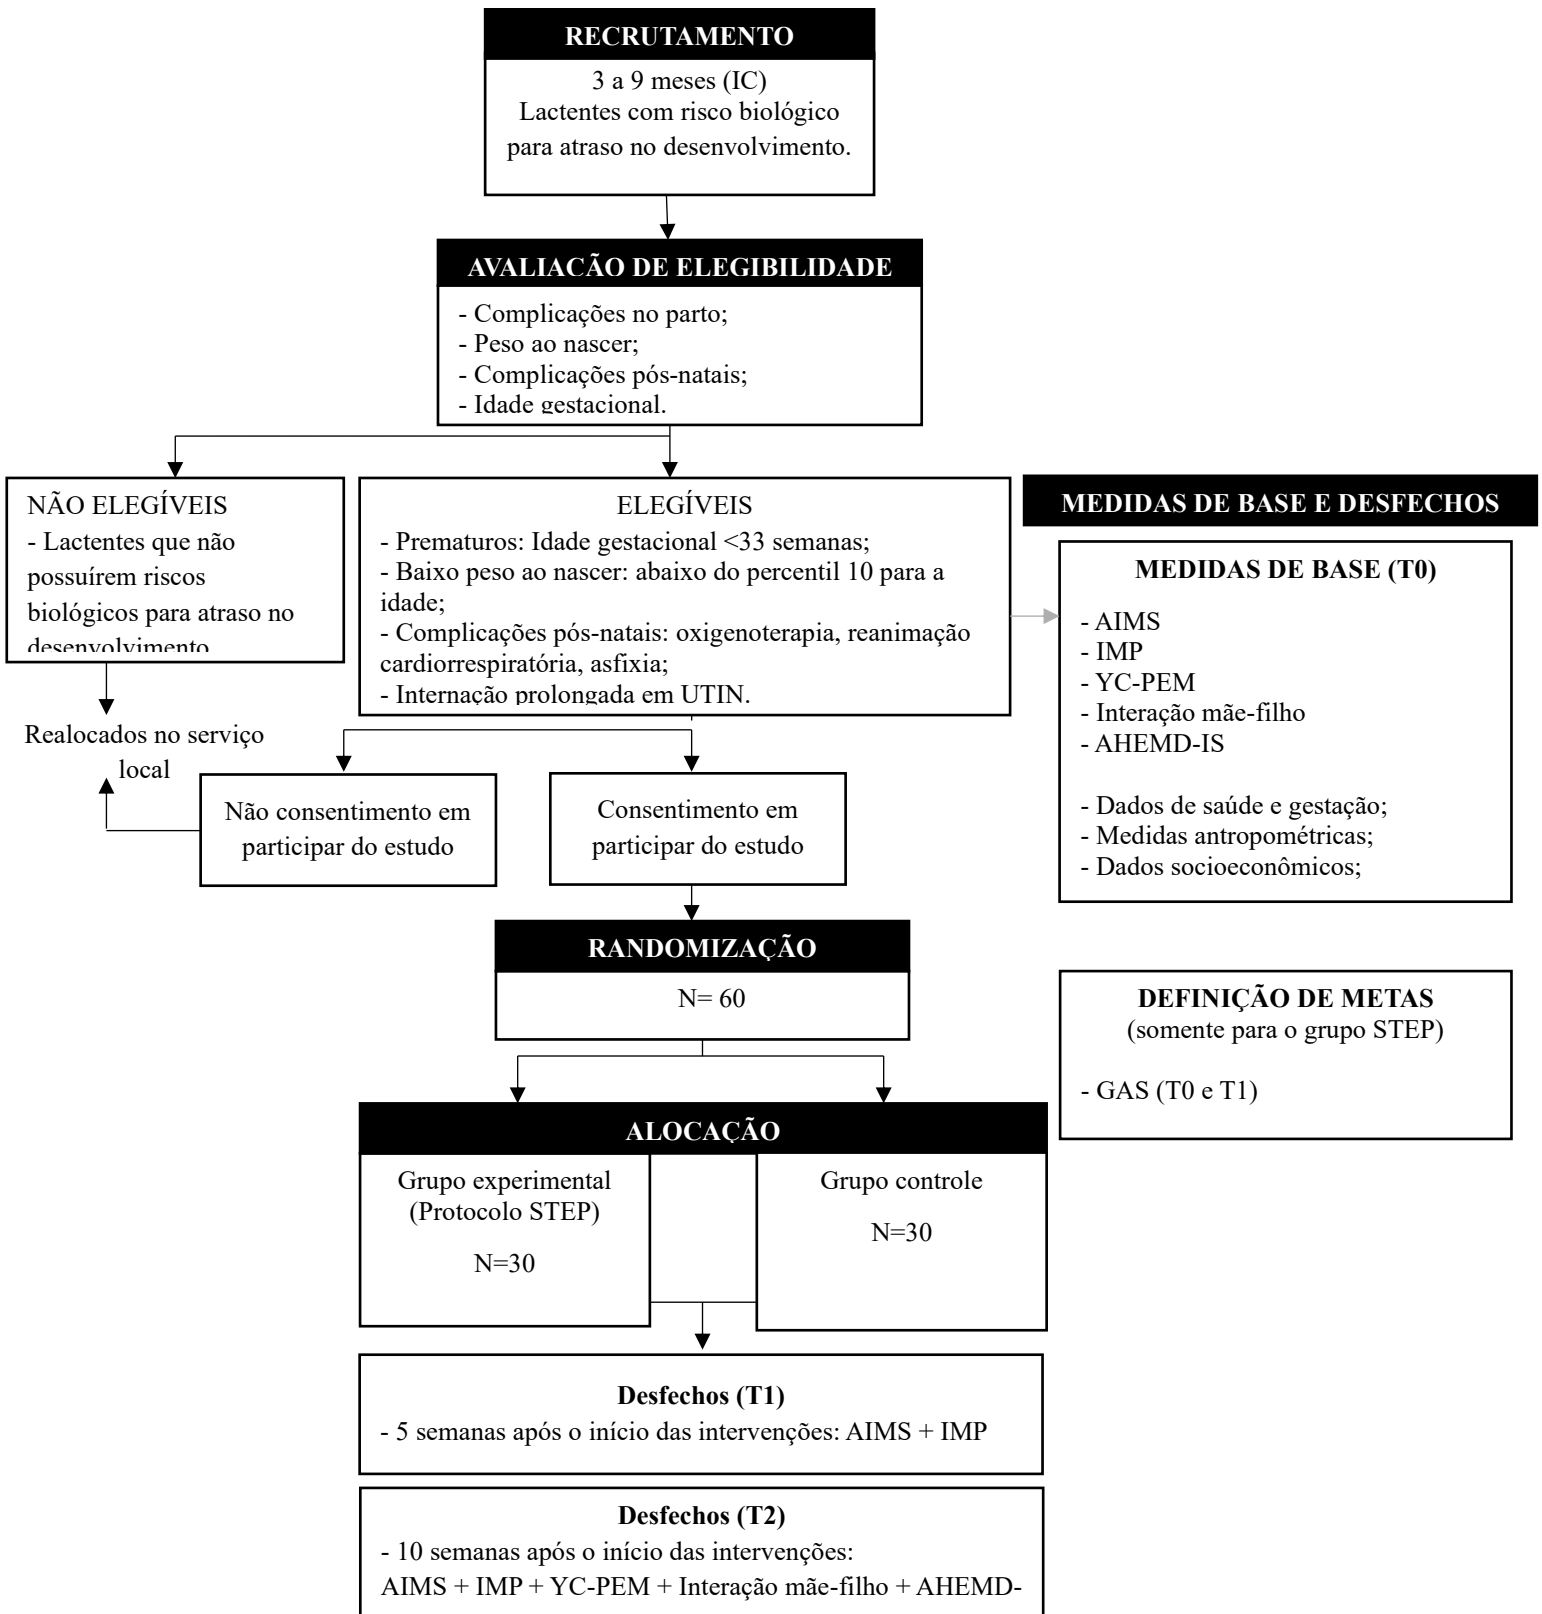 RECRUTAMENTO
3 a 9 meses (IC)
Lactentes com risco biológico
para atraso no desenvolvimento.
AVALIACÃO DE ELEGIBILIDADE
- Complicações no parto;
- Peso ao nascer;
- Complicações pós-natais;
- Idade gestacional.
NÃO ELEGÍVEIS
- Lactentes que não
possuírem riscos
biológicos para atraso no
desenvolvimento
Realocados no serviço
local
ELEGÍVEIS
- Prematuros: Idade gestacional <33 semanas;
- Baixo peso ao nascer: abaixo do percentil 10 para a
idade;
- Complicações pós-natais: oxigenoterapia, reanimação
cardiorrespiratória, asfixia;
- Internação prolongada em UTIN.
MEDIDAS DE BASE E DESFECHOS
MEDIDAS DE BASE (T0)
- AIMS
- IMP
- YC-PEM
- Interação mãe-filho
- AHEMD-IS
- Dados de saúde e gestação;
- Medidas antropométricas;
- Dados socioeconômicos;
Não consentimento em
participar do estudo
Consentimento em
participar do estudo
RANDOMIZAÇÃO
N= 60
DEFINIÇÃO DE METAS
(somente para o grupo STEP)
- GAS (T0 e T1)
ALOCAÇÃO
Grupo experimental
(Protocolo STEP)
N=30
Grupo controle
N=30
Desfechos (T1)
- 5 semanas após o início das intervenções: AIMS + IMP
Desfechos (T2)
- 10 semanas após o início das intervenções:
AIMS + IMP + YC-PEM + Interação mãe-filho + AHEMD-